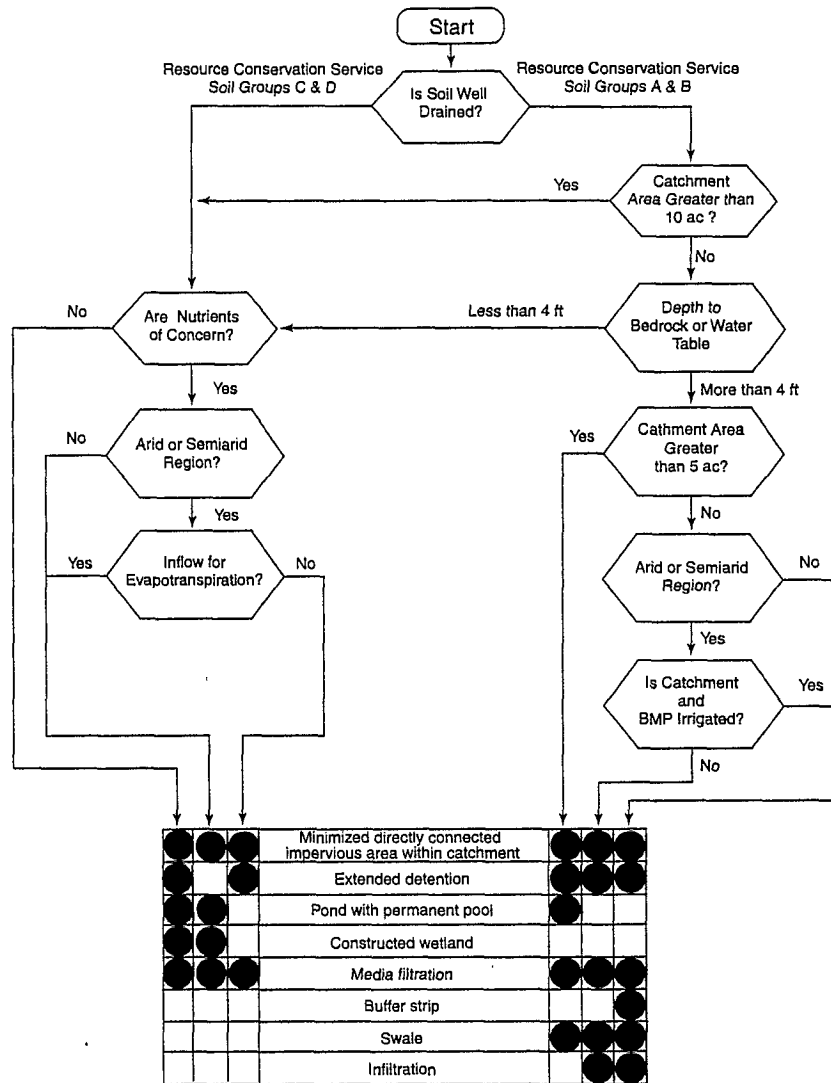 Start
Resource Conservation Service
Soil Groups C & D
Is Soil Well
Drained?
Resource Conservation Service
Soil Groups A & B
Yes
Catchment
Area Greater than
10 ac ?
No
No
Are Nutrients
of Concern?
Less than 4 ft
Depth to
Bedrock or Water
Table
Yes
More than 4 ft
No
Arid or Semiarid
Region?
Yes
Cathment Area
Greater
than 5 ac?
Yes
No
Yes
Inflow for
Evapotranspiration?
No
Arid or Semiarid
Region?
No
Yes
Is Catchment
and
BMP Irrigated?
Yes
No
Minimized directly connected
impervious area within catchment
Extended detention
Pond with permanent pool
Constructed wetland
Media filtration
Buffer strip
Swale
Infiltration